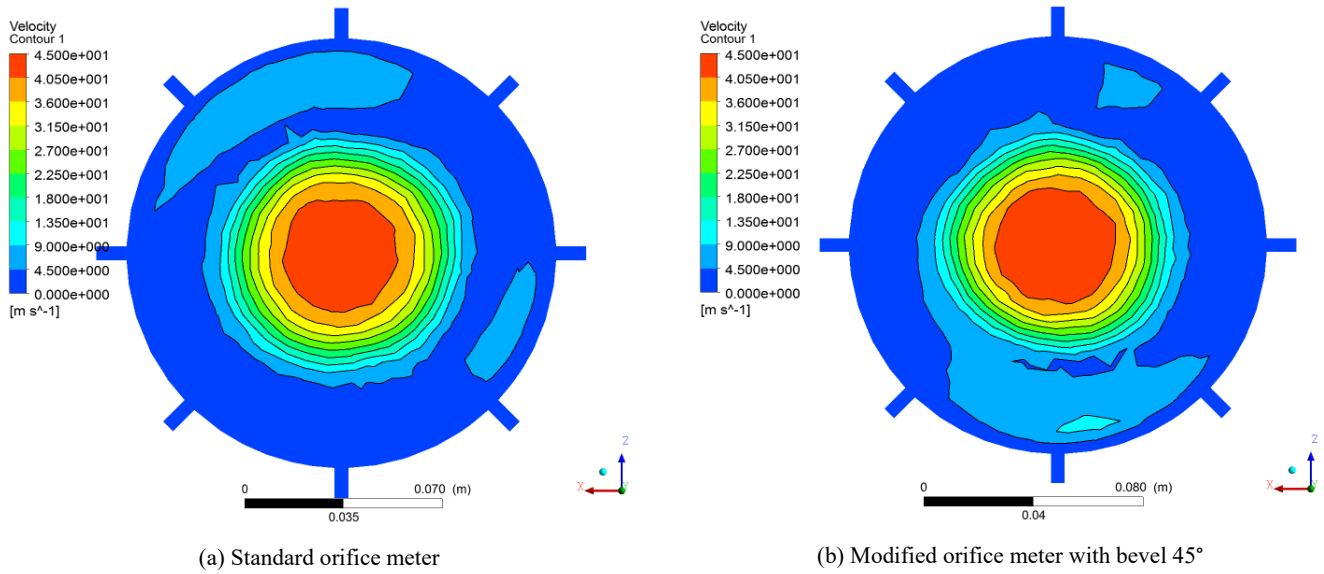 Velocity
Contour 1
4.500e+001
4.050e+001
3.600e+001
3.150e+001
2.700e+001
2.250e+001
1.800e+001
1.350e+001
9.000e+000
4.500e+000
0.000e+000
[m s^-1]
Z
X
Y
0
0.070
(m)
0.035
(a) Standard orifice meter
Velocity
Contour 1
4.500e+001
4.050e+001
3.600e+001
3.150e+001
2.700e+001
2.250e+001
1.800e+001
1.350e+001
9.000e+000
4.500e+000
0.000e+000
[m s^-1]
Z
X
Y
0
0.080
(m)
0.04
(b) Modified orifice meter with bevel 45°